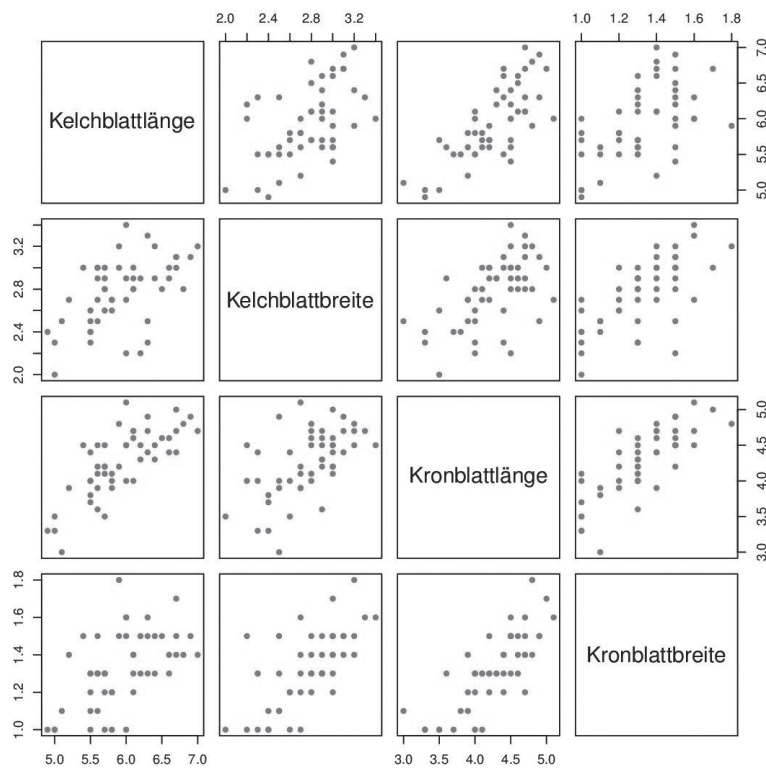 2.0 2.4 2.8 3.2
1.0 1.2 1.4 1.6 1.8
Kelchblattlänge
5.0 5.5 6.0 6.5 7.0
2.0 2.4 2.8 3.2
Kelchblattbreite
Kronblattlänge
3.0 3.5 4.0 4.5 5.0
1.0 1.2 1.4 1.6 1.8
Kronblattbreite
5.0 5.5 6.0 6.5 7.0
3.0 3.5 4.0 4.5 5.0